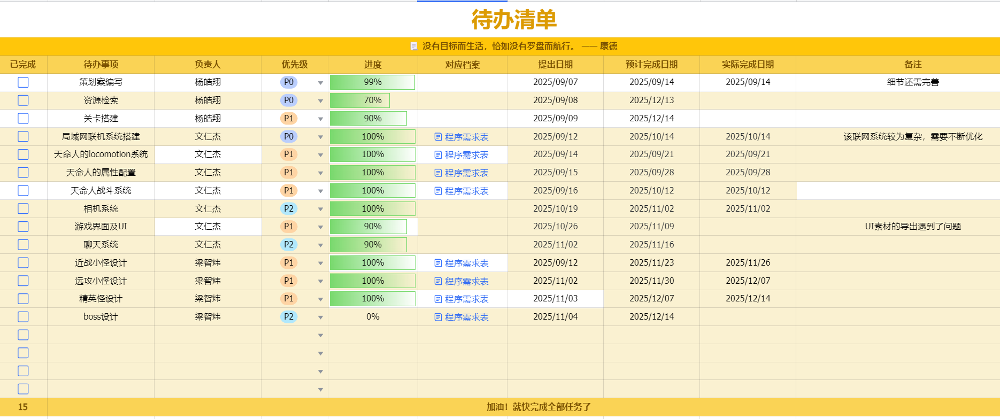 待办清单
没有目标而生活，恰如没有罗盘而航行。 —— 康德
已完成 待办事项 负责人 优先级 进度 对应档案 提出日期 预计完成日期 实际完成日期 备注
策划案编写 杨皓翔 P0 99% 2025/09/07 2025/09/14 2025/09/14 细节还需完善
资源检索 杨皓翔 P0 70% 2025/09/08 2025/12/13
关卡搭建 杨皓翔 P1 90% 2025/09/09 2025/12/14
局域网联机系统搭建 文仁杰 P0 100% 程序需求表 2025/09/12 2025/10/14 2025/10/14 该联网系统较为复杂，需要不断优化
天命人的locomotion系统 文仁杰 P1 100% 程序需求表 2025/09/14 2025/09/21 2025/09/21
天命人的属性配置 文仁杰 P1 100% 程序需求表 2025/09/15 2025/09/28 2025/09/28
天命人战斗系统 文仁杰 P1 100% 程序需求表 2025/09/16 2025/10/12 2025/10/12
相机系统 文仁杰 P2 100% 2025/10/19 2025/11/02 2025/11/02
游戏界面及UI 文仁杰 P1 90% 2025/10/26 2025/11/09 UI素材的导出遇到了问题
聊天系统 文仁杰 P2 90% 2025/11/02 2025/11/16
近战小怪设计 梁智炜 P1 100% 程序需求表 2025/09/12 2025/11/23 2025/11/26
远攻小怪设计 梁智炜 P1 100% 程序需求表 2025/11/02 2025/11/30 2025/12/07
精英怪设计 梁智炜 P1 100% 程序需求表 2025/11/03 2025/12/07 2025/12/14
boss设计 梁智炜 P2 0% 程序需求表 2025/11/04 2025/12/14
15 加油！就快完成全部任务了